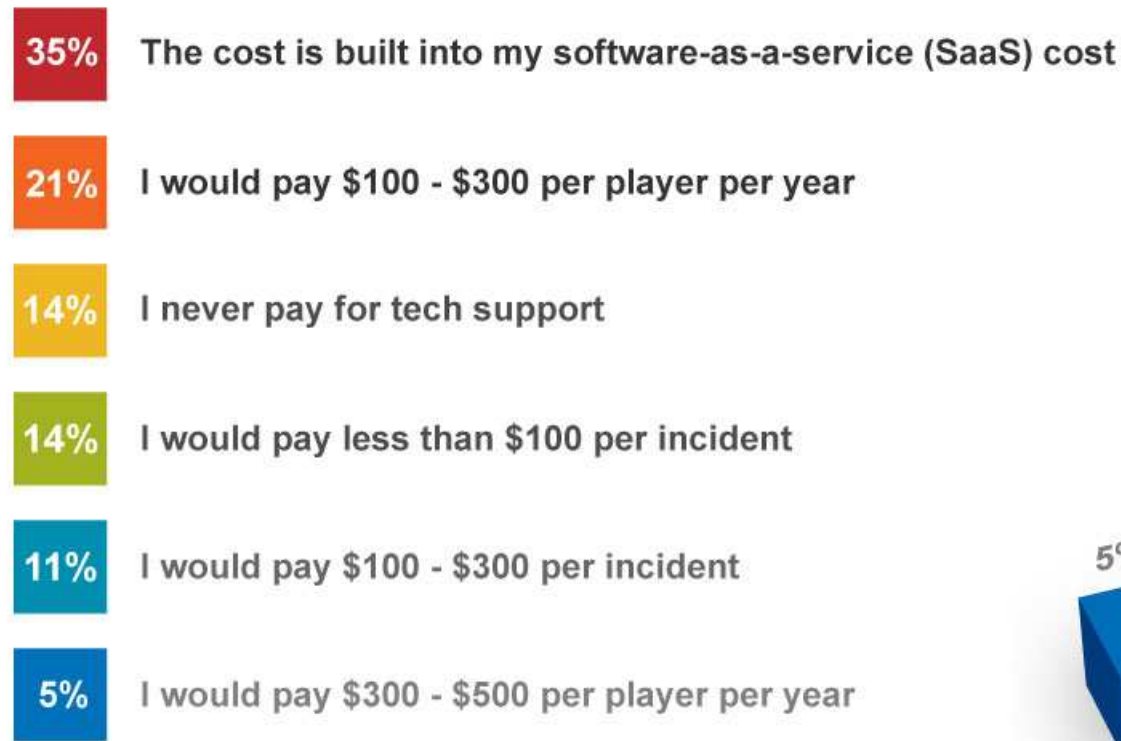 35% The cost is built into my software-as-a-service (SaaS) cost
21% I would pay $100 - $300 per player per year
14% I never pay for tech support
14% I would pay less than $100 per incident
11% I would pay $100 - $300 per incident
5% I would pay $300 - $500 per player per year